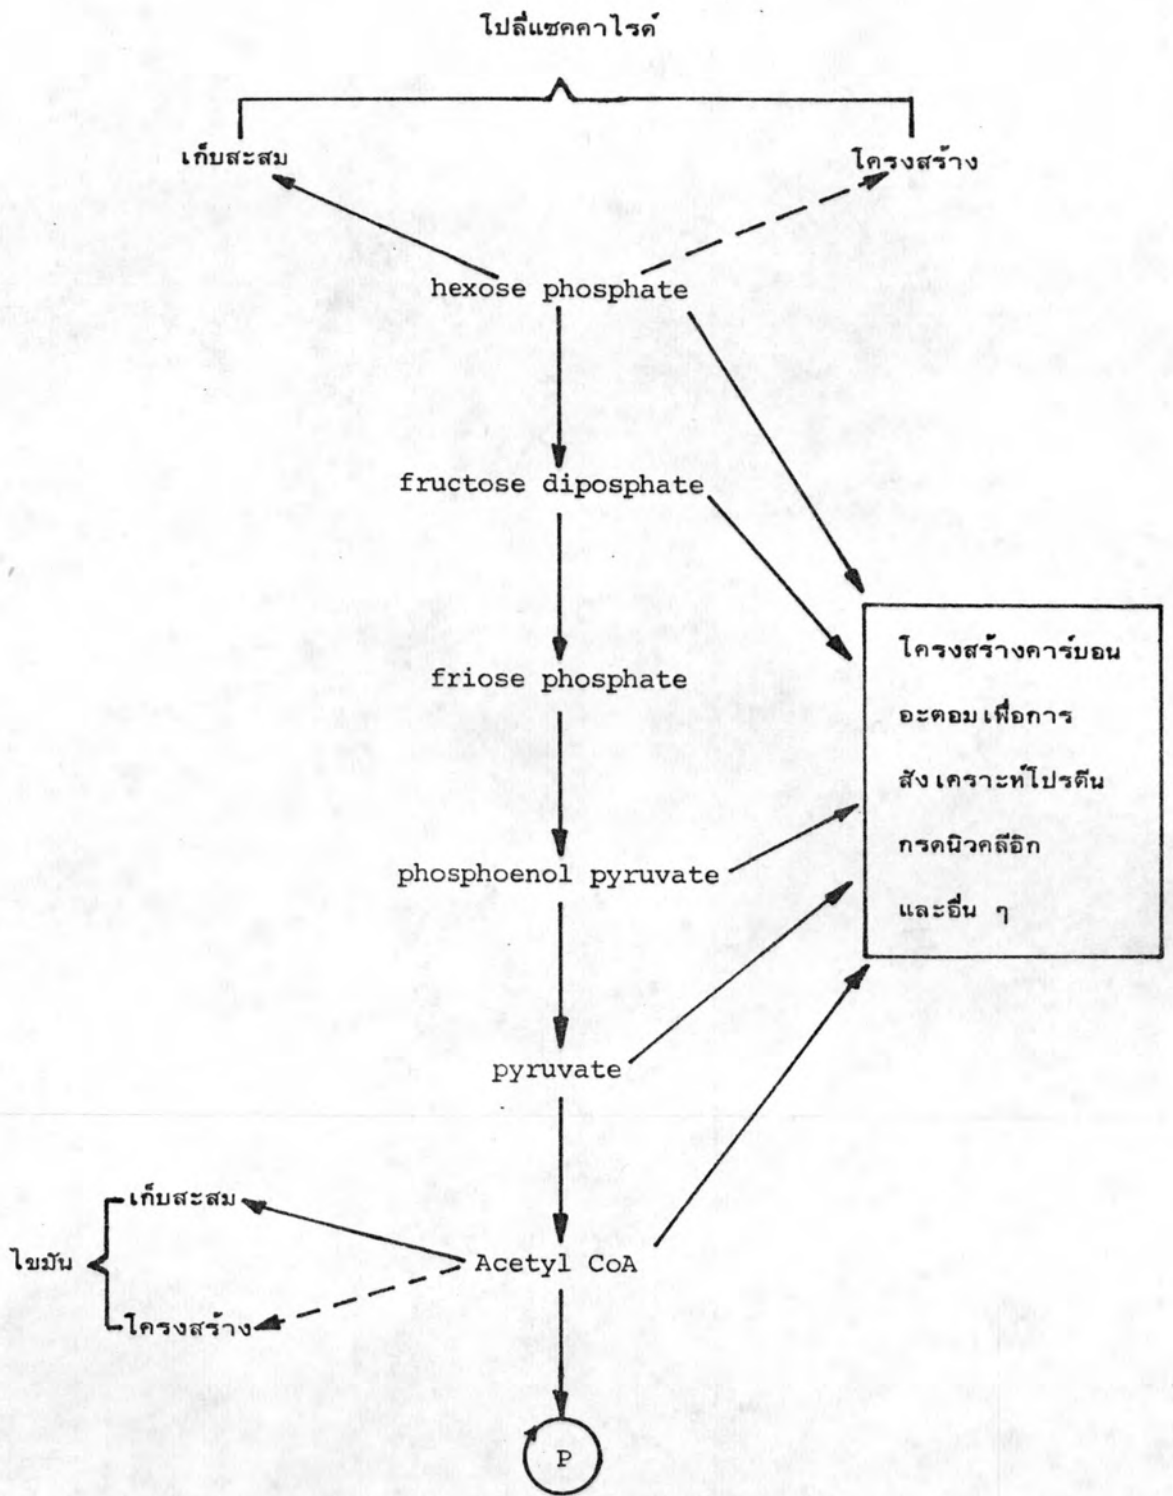 โปลีแซคคาไรด์
เก็บสะสม
โครงสร้าง
hexose phosphate
fructose diposphate
friose phosphate
โครงสร้างคาร์บอน
อะตอมเพื่อการ
สังเคราะห์โปรตีน
กรดนิวคลีอิก
และอื่น ๆ
phosphoenol pyruvate
pyruvate
เก็บสะสม
ไขมัน
Acetyl CoA
โครงสร้าง
P